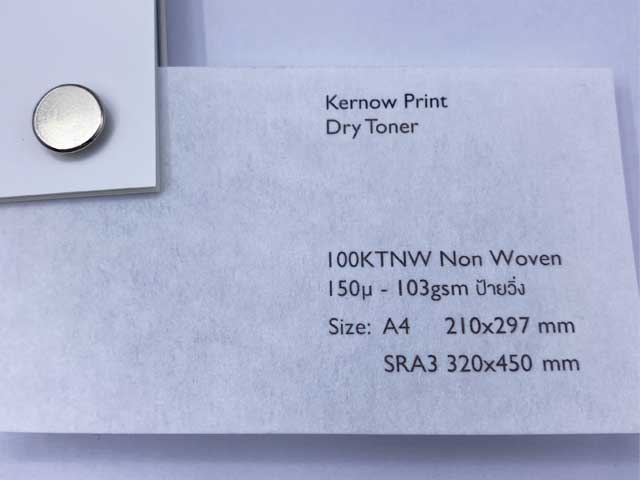 Kernow Print
Dry Toner
100KTNW Non Woven
150µ - 103gsm ป้ายวิ่ง
Size: A4 210x297 mm
SRA3 320x450 mm